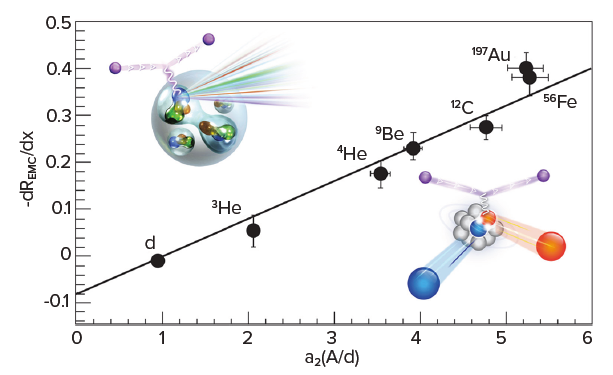 0.5
0.4
0.3
0.2
0.1
0
-0.1
-dR_EMC/dx
¹⁹⁷Au
⁵⁶Fe
¹²C
⁹Be
⁴He
³He
d
0 1 2 3 4 5 6
a₂(A/d)